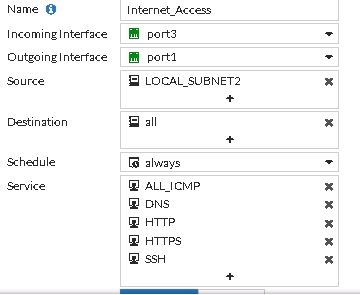 Name Internet_Access
Incoming Interface port3
Outgoing Interface port1
Source LOCAL_SUBNET2
+
Destination all
+
Schedule always
Service ALL_ICMP
DNS
HTTP
HTTPS
SSH
+